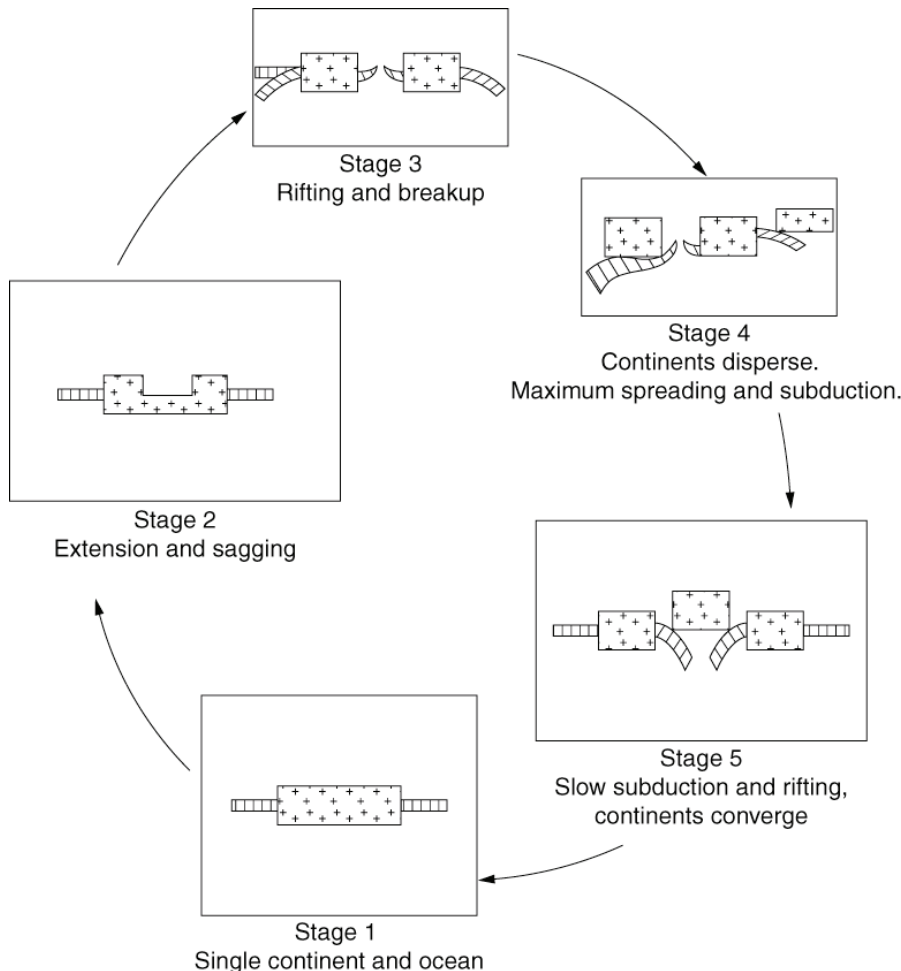 Stage 3
Rifting and breakup
Stage 4
Continents disperse.
Maximum spreading and subduction.
Stage 2
Extension and sagging
Stage 5
Slow subduction and rifting,
continents converge
Stage 1
Single continent and ocean